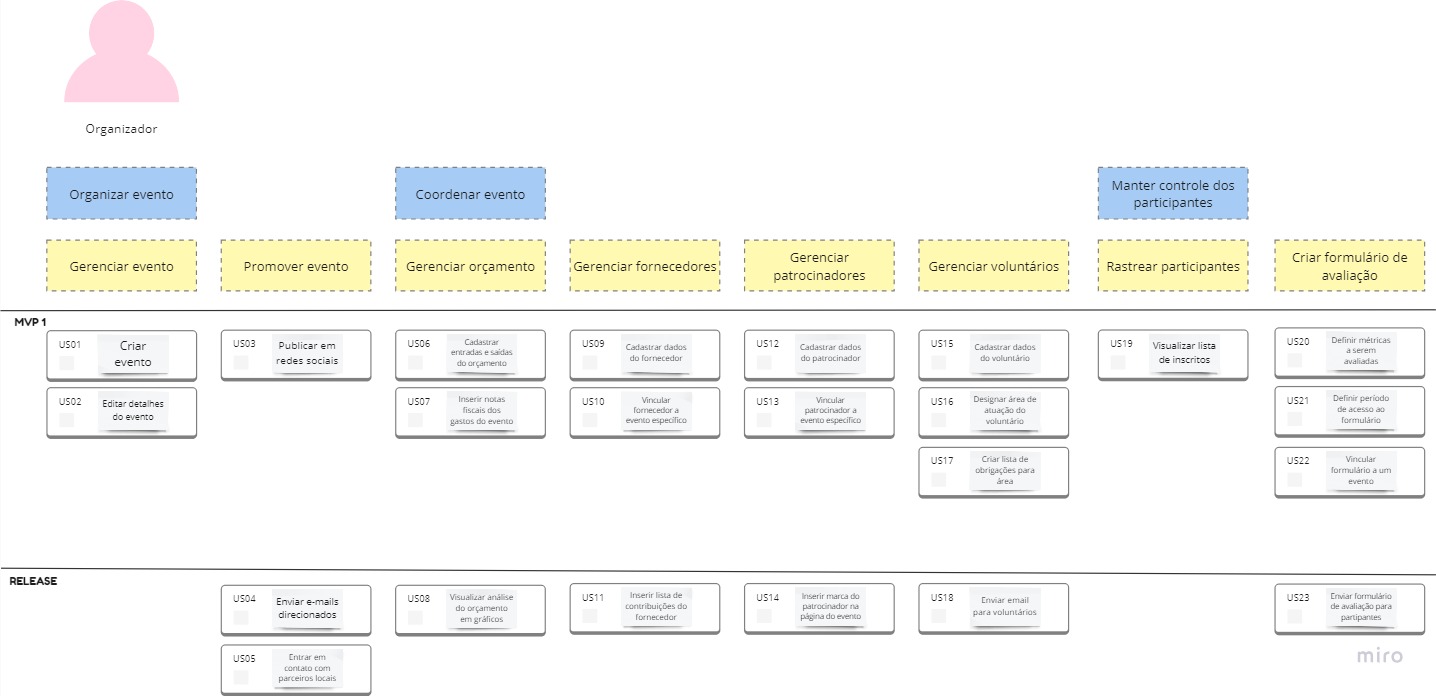 Organizador
Organizar evento
Coordenar evento
Manter controle dos
participantes
Gerenciar evento
Promover evento
Gerenciar orçamento
Gerenciar fornecedores
Gerenciar
patrocinadores
Gerenciar voluntários
Rastrear participantes
Criar formulário de
avaliação
MVP 1
US01
Criar
evento
US03
Publicar em
redes sociais
US06
Cadastrar
entradas e saídas
do orçamento
US09
Cadastrar dados
do fornecedor
US12
Cadastrar dados
do patrocinador
US15
Cadastrar dados
do voluntário
US19
Visualizar lista
de inscritos
US20
Definir métricas
a serem
avaliadas
US02
Editar detalhes
do evento
US07
Inserir notas
fiscais dos
gastos do evento
US10
Vincular
fornecedor a
evento específico
US13
Vincular
patrocinador a
evento específico
US16
Designar área de
atuação do
voluntário
US21
Definir período
de acesso ao
formulário
US17
Criar lista de
obrigações para
área
US22
Vincular
formulário a um
evento
RELEASE
US04
Enviar e-mails
direcionados
US08
Visualizar análise
do orçamento
em gráficos
US11
Inserir lista de
contribuições do
fornecedor
US14
Inserir marca do
patrocinador na
página do evento
US18
Enviar email
para voluntários
US23
Enviar formulário
de avaliação para
partipantes
US05
Entrar em
contato com
parceiros locais
miro